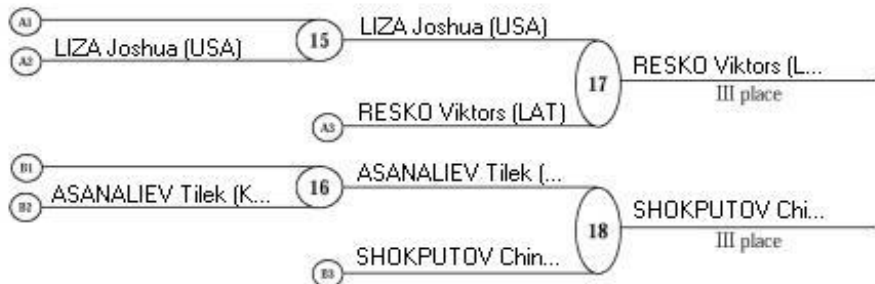 A1
LIZA Joshua (USA)
15
A2
LIZA Joshua (USA)
17
RESKO Viktors (L...
III place
A3
RESKO Viktors (LAT)
B1
ASANALIEV Tilek (...
16
B2
ASANALIEV Tilek (K...
18
SHOKPUTOV Chi...
III place
B3
SHOKPUTOV Chin...